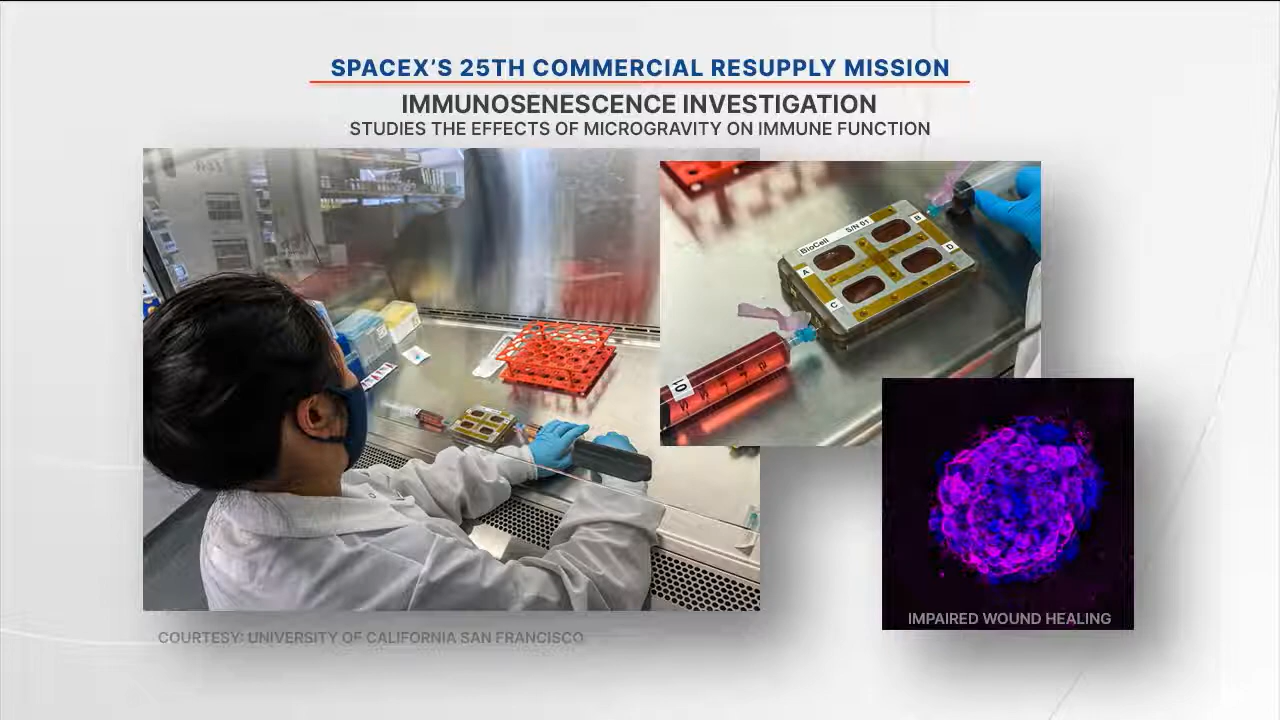 SPACEX'S 25TH COMMERCIAL RESUPPLY MISSION
IMMUNOSENESCENCE INVESTIGATION
STUDIES THE EFFECTS OF MICROGRAVITY ON IMMUNE FUNCTION
BioCell S/N 01
A
B
C
D
10
IMPAIRED WOUND HEALING
COURTESY: UNIVERSITY OF CALIFORNIA SAN FRANCISCO